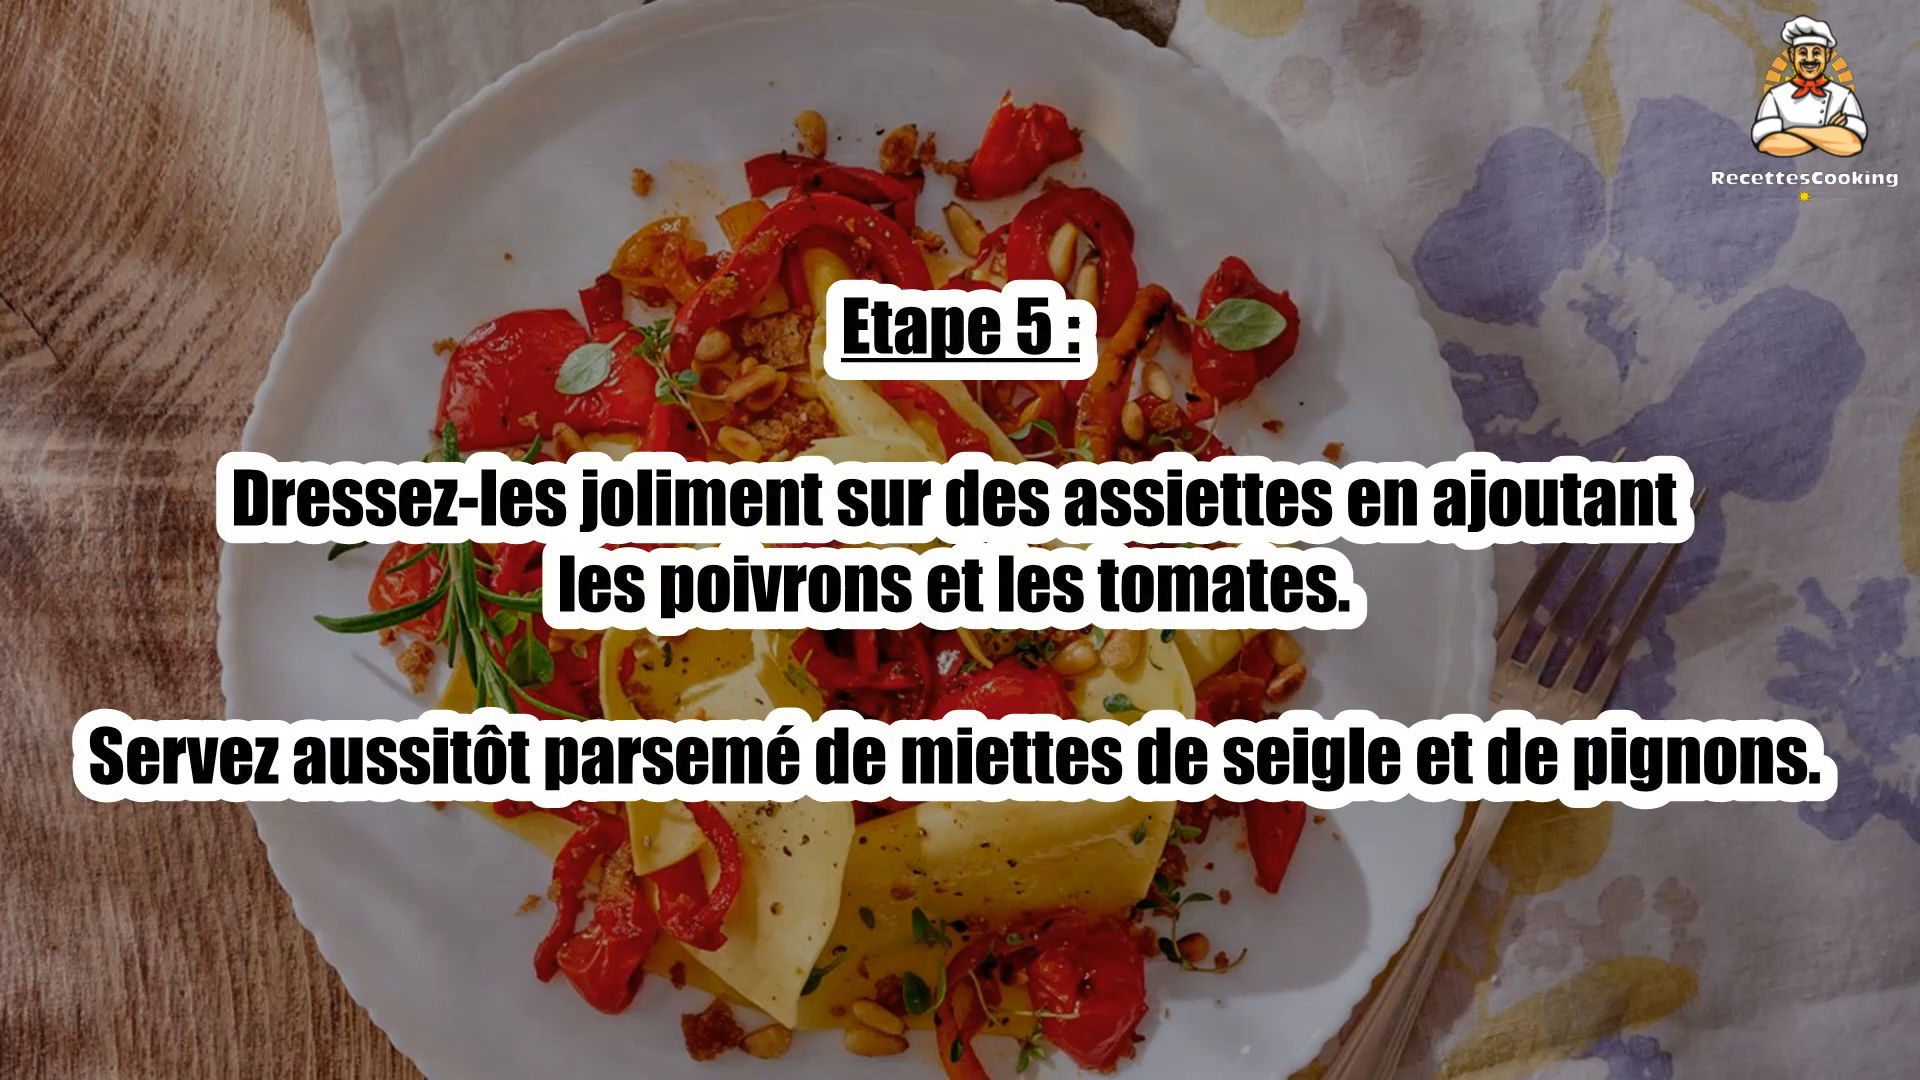 RecettesCooking
Etape 5 :
Dressez-les joliment sur des assiettes en ajoutant
les poivrons et les tomates.
Servez aussitôt parsemé de miettes de seigle et de pignons.